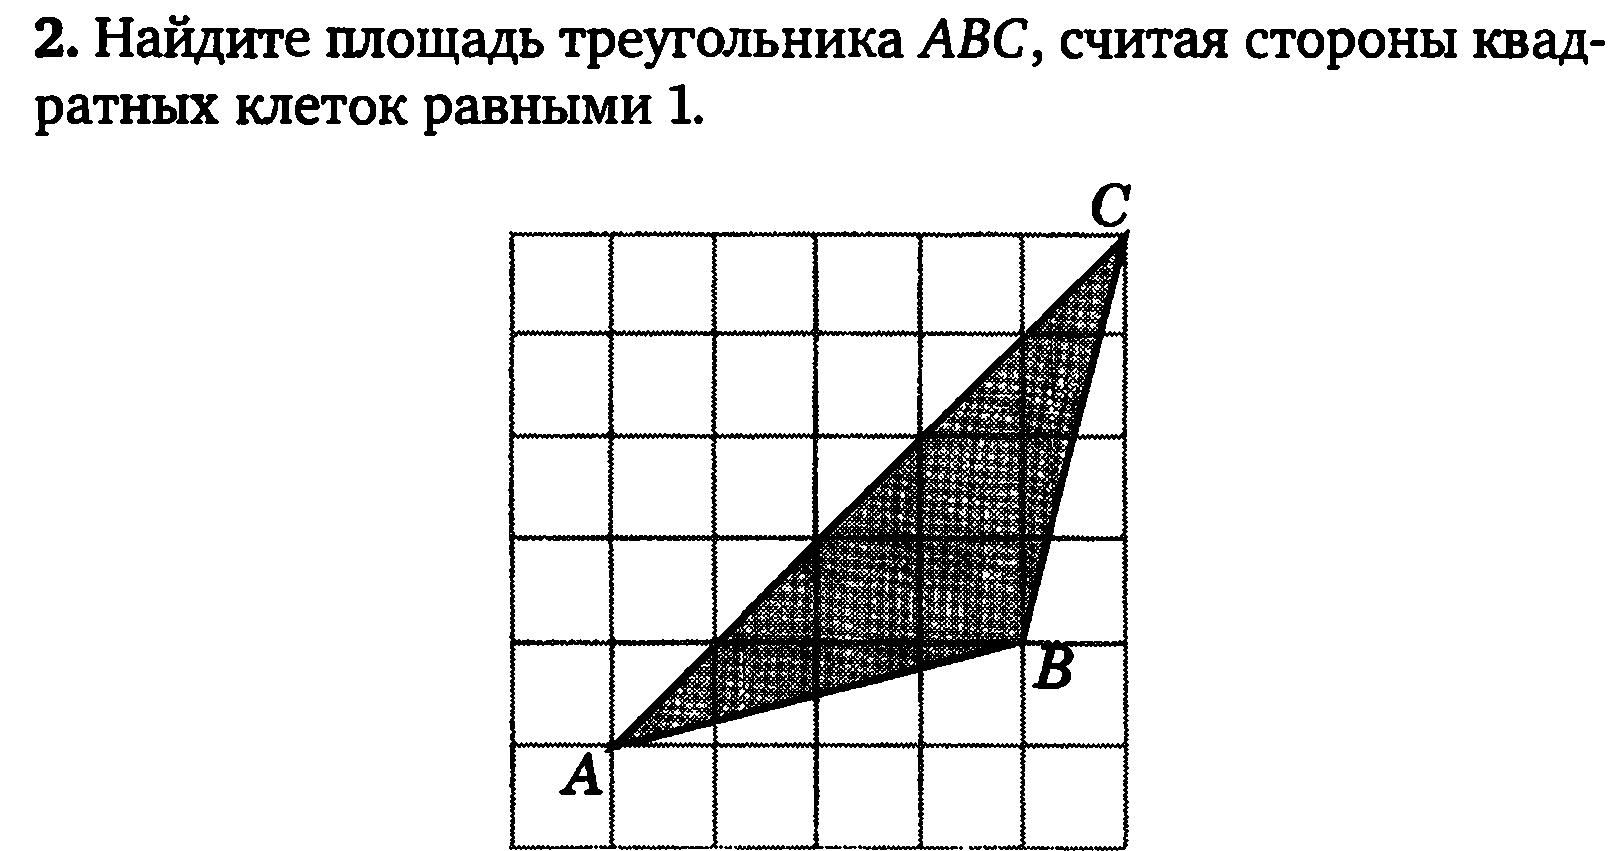 2. Найдите площадь треугольника ABC, считая стороны квад-
ратных клеток равными 1.
C
B
A